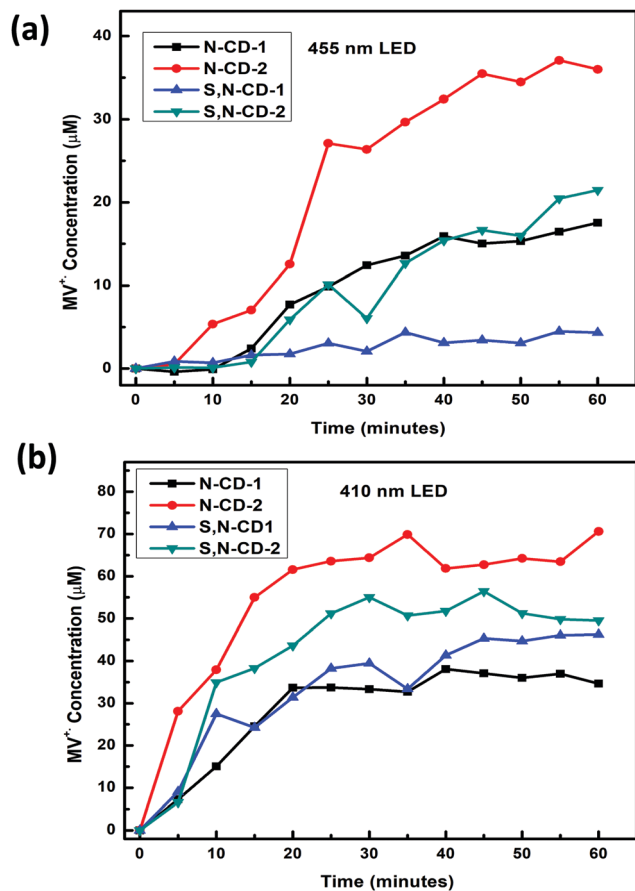 (a)
455 nm LED
N-CD-1
N-CD-2
S,N-CD-1
S,N-CD-2
MV+· Concentration (μM)
40
30
20
10
0
0 10 20 30 40 50 60
Time (minutes)
(b)
410 nm LED
N-CD-1
N-CD-2
S,N-CD1
S,N-CD-2
MV+· Concentration (μM)
80
70
60
50
40
30
20
10
0
0 10 20 30 40 50 60
Time (minutes)